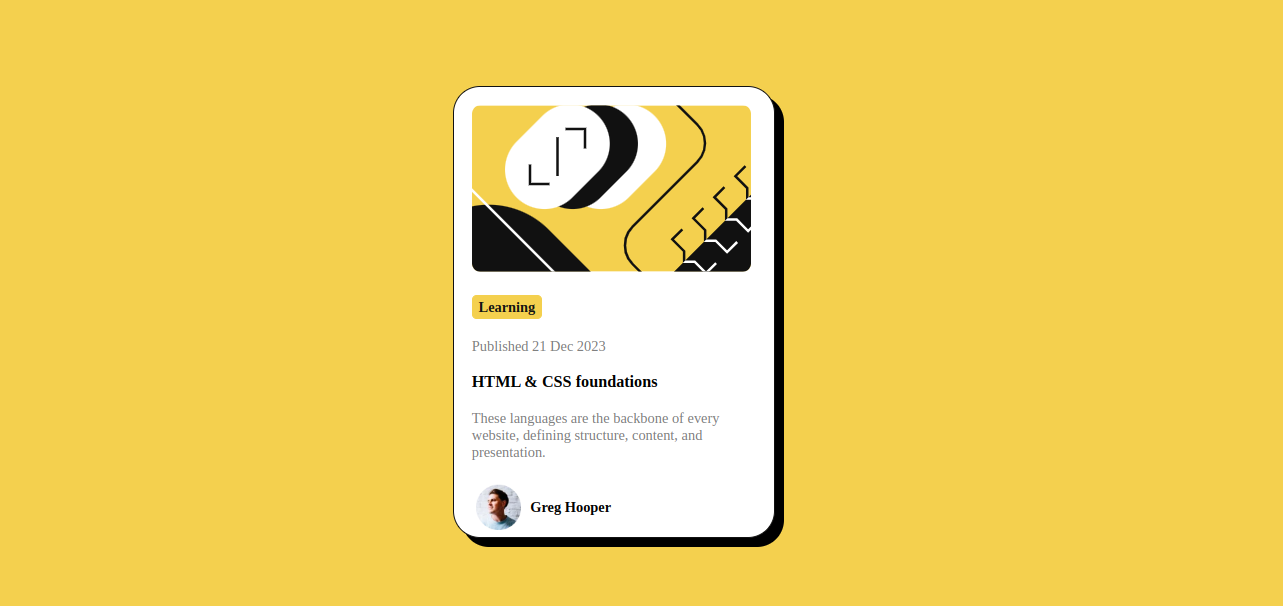 Learning
Published 21 Dec 2023
HTML & CSS foundations
These languages are the backbone of every
website, defining structure, content, and
presentation.
Greg Hooper